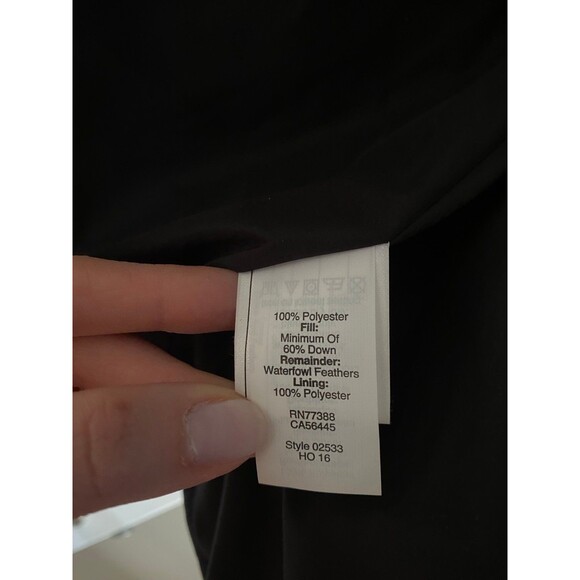 100% Polyester
Fill:
Minimum Of
60% Down
Remainder:
Waterfowl Feathers
Lining:
100% Polyester
RN77388
CA56445
Style 02533
HO 16